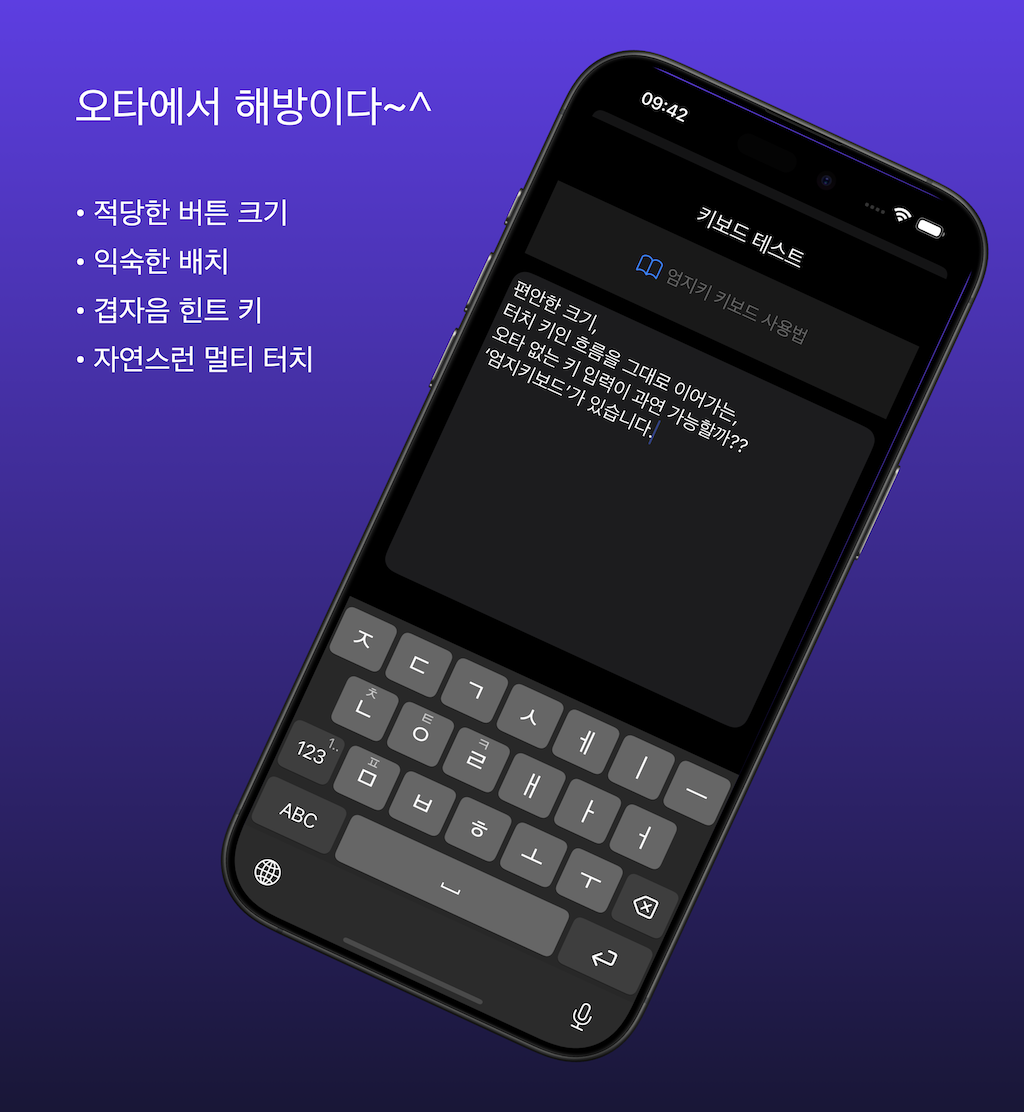 오타에서 해방이다~^
• 적당한 버튼 크기
• 익숙한 배치
• 겹자음 힌트 키
• 자연스런 멀티 터치
09:42
키보드 테스트
엄지키 키보드 사용법
편안한 크기,
터치 키인 흐름을 그대로 이어가는,
오타 없는 키 입력이 과연 가능할까??
‘엄지키보드’가 있습니다.
ㅈ ㄷ ㄱ ㅅ ㅔ ㅣ ㅡ
ㅊ ㅌ ㅋ
ㄴ ㅇ ㄹ ㅐ ㅏ ㅓ
1.. ㅍ
123 ㅁ ㅂ ㅎ ㅗ ㅜ
ABC